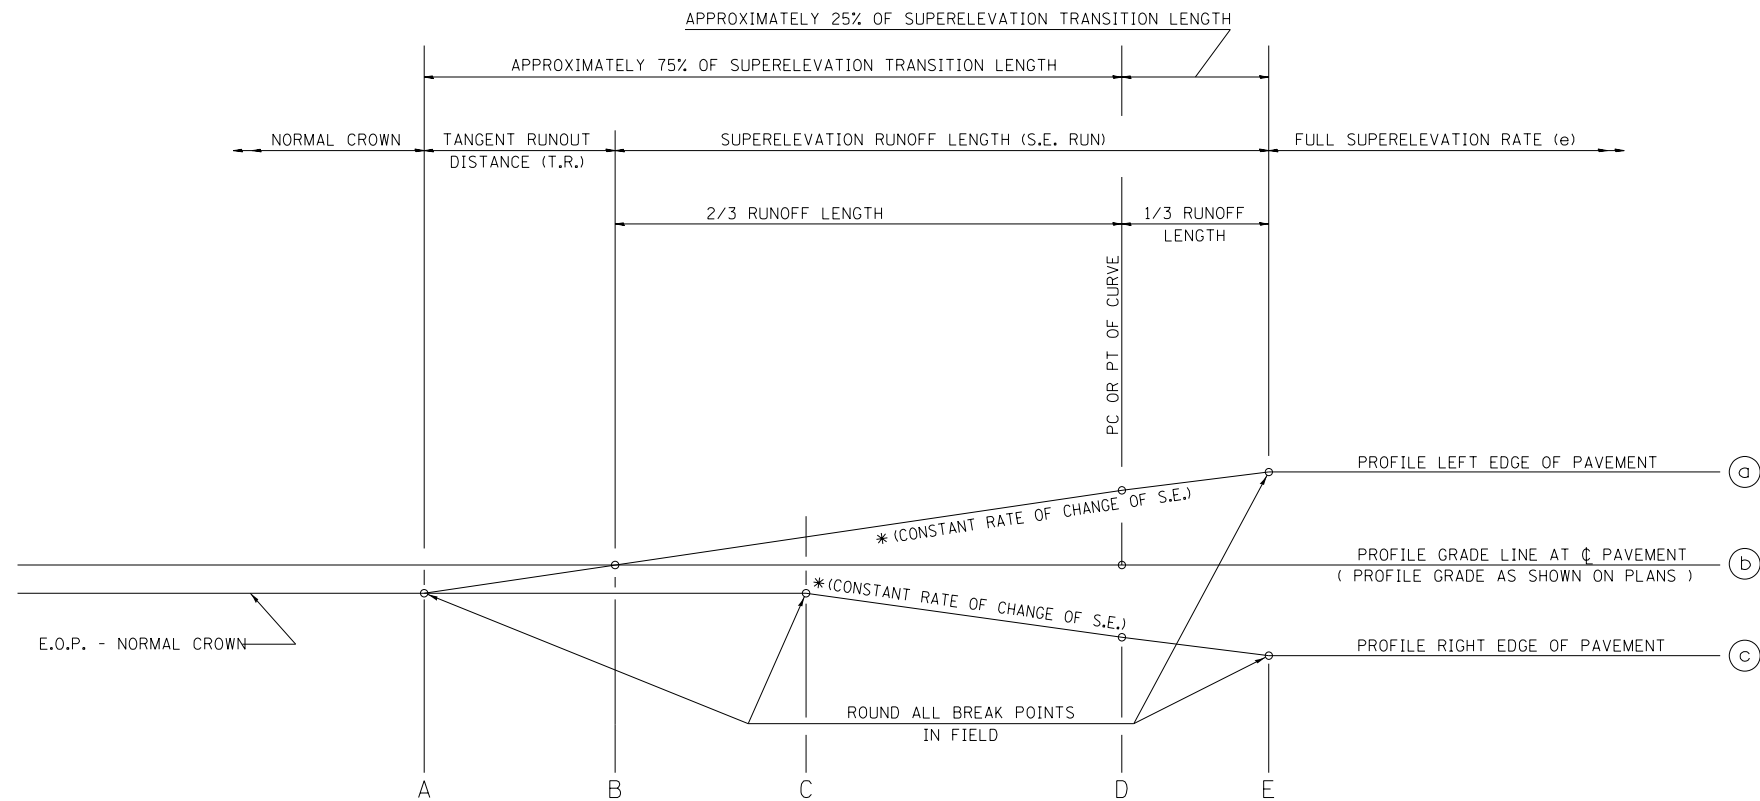 APPROXIMATELY 25% OF SUPERELEVATION TRANSITION LENGTH
APPROXIMATELY 75% OF SUPERELEVATION TRANSITION LENGTH
NORMAL CROWN
TANGENT RUNOUT
DISTANCE (T.R.)
SUPERELEVATION RUNOFF LENGTH (S.E. RUN)
FULL SUPERELEVATION RATE (e)
2/3 RUNOFF LENGTH
1/3 RUNOFF
LENGTH
PC OR PT OF CURVE
PROFILE LEFT EDGE OF PAVEMENT
a
* (CONSTANT RATE OF CHANGE OF S.E.)
PROFILE GRADE LINE AT ℄ PAVEMENT
( PROFILE GRADE AS SHOWN ON PLANS )
b
* (CONSTANT RATE OF CHANGE OF S.E.)
E.O.P. - NORMAL CROWN
PROFILE RIGHT EDGE OF PAVEMENT
c
ROUND ALL BREAK POINTS
IN FIELD
A B C D E